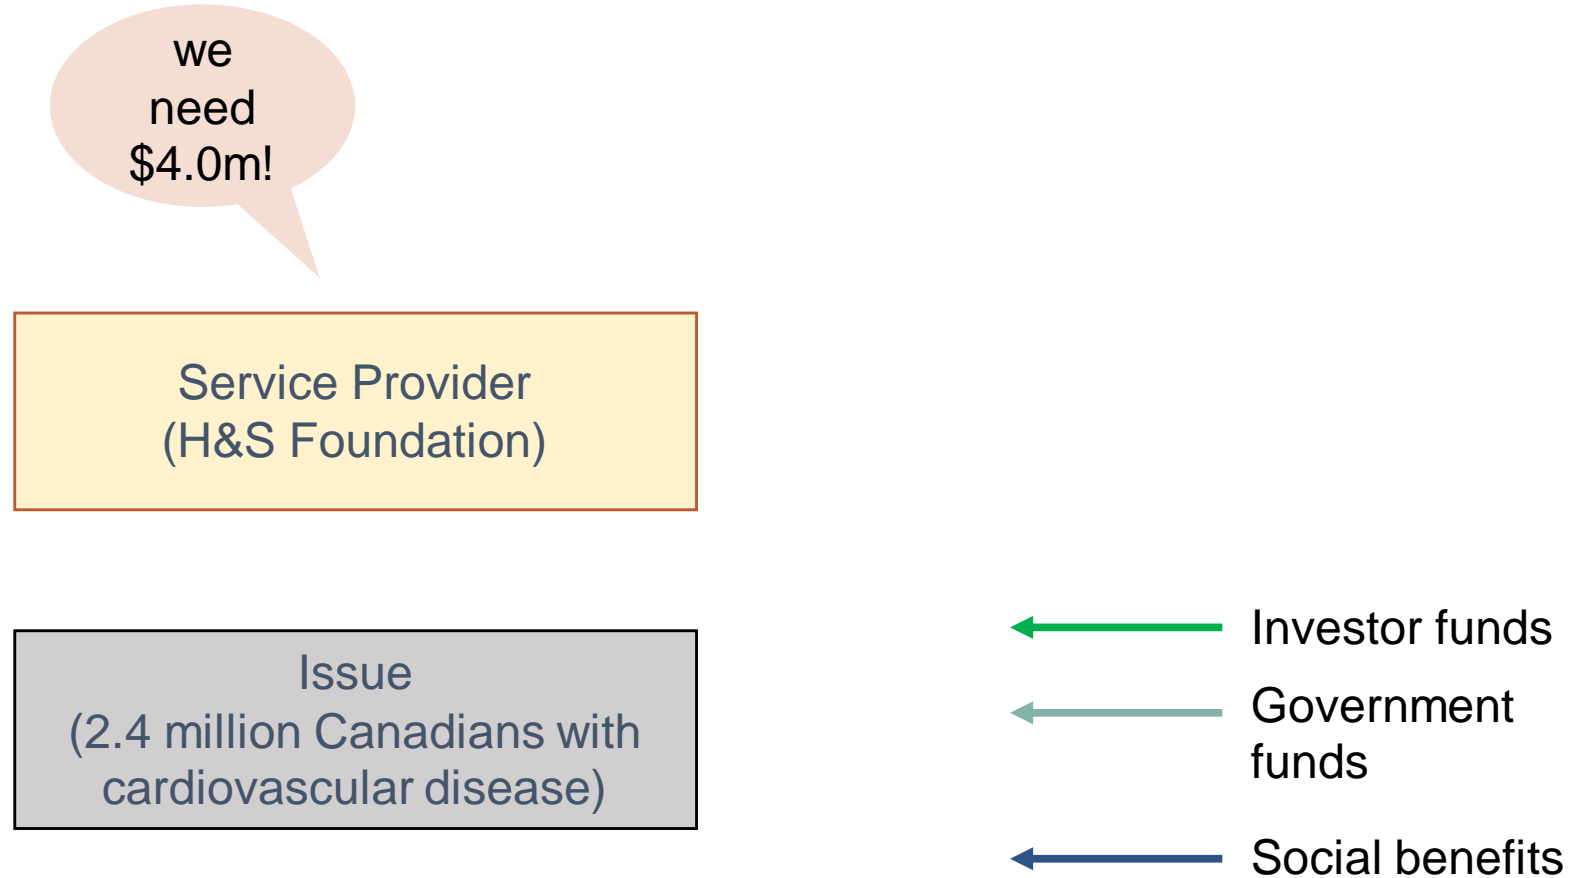 we
need
$4.0m!
Service Provider
(H&S Foundation)
Issue
(2.4 million Canadians with
cardiovascular disease)
Investor funds
Government
funds
Social benefits